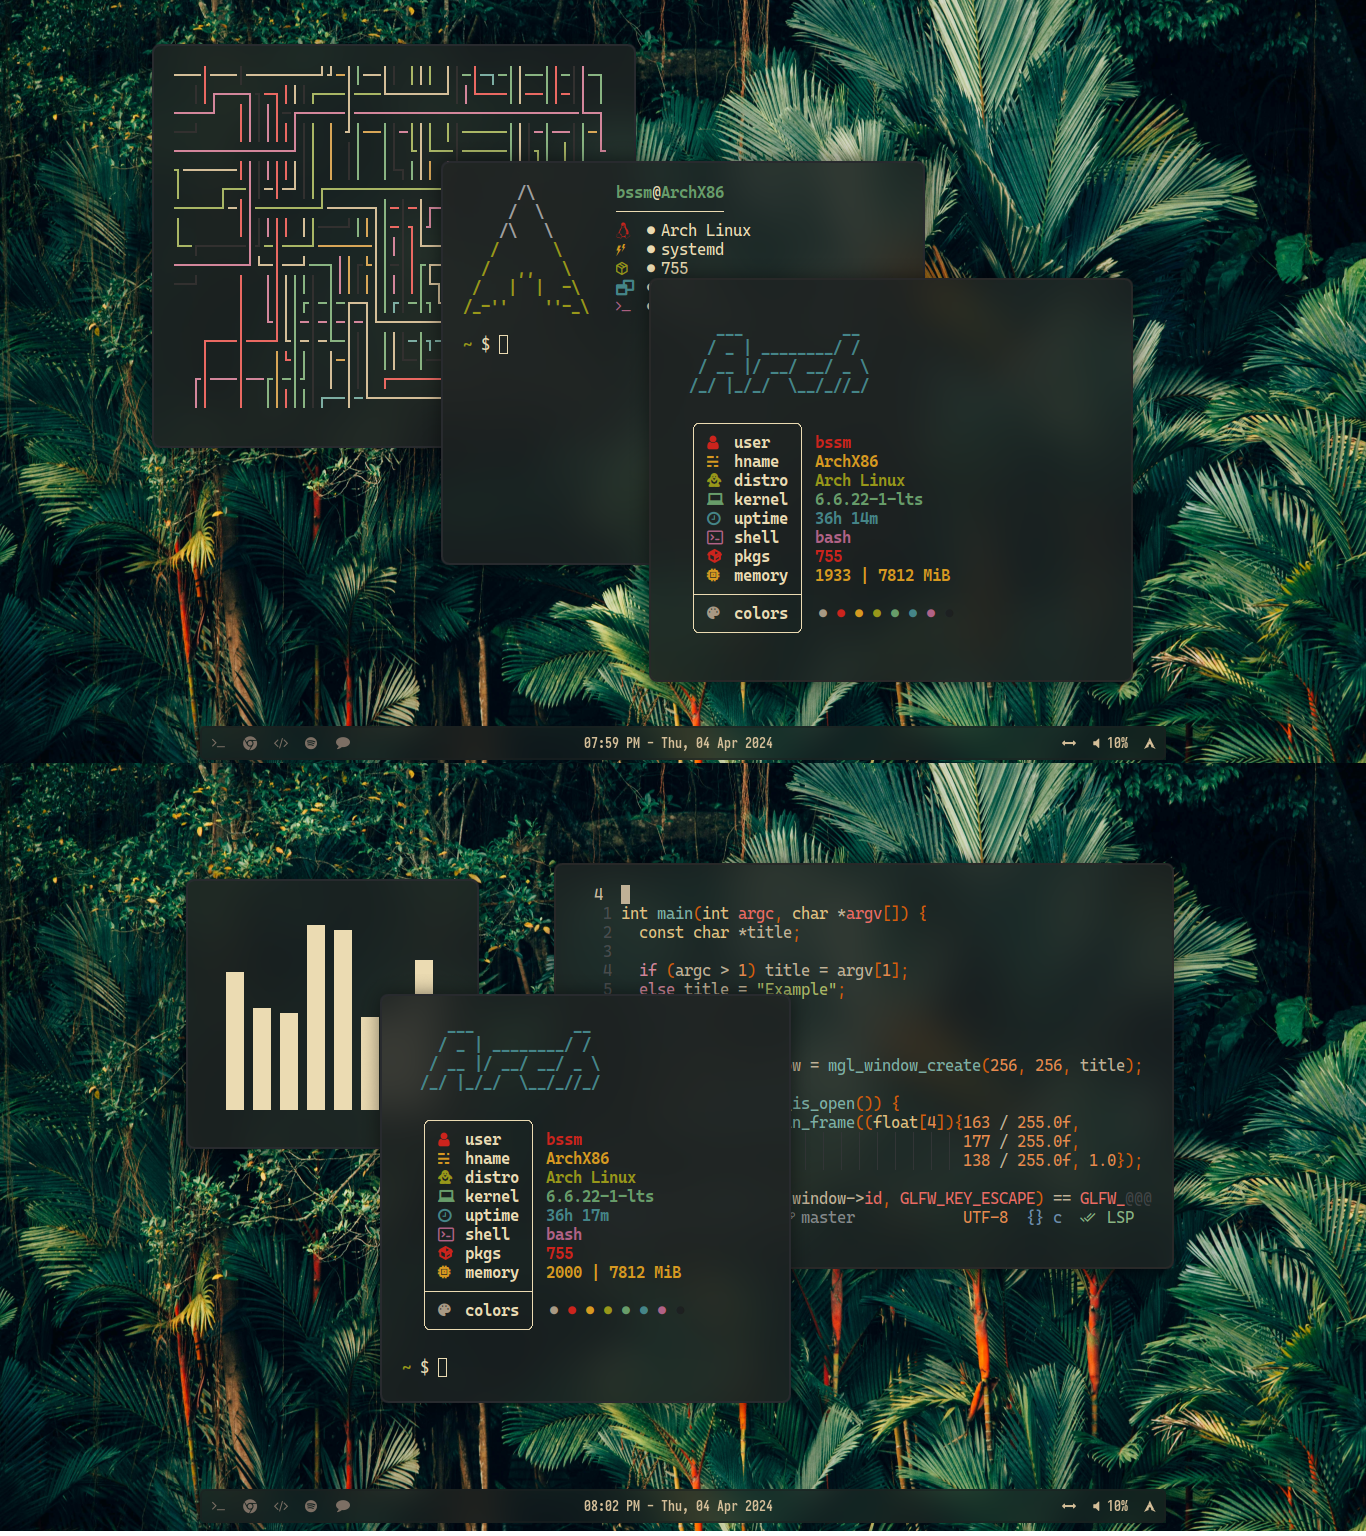 bssm@ArchX86
● Arch Linux
● systemd
● 755
~ $
user bssm
hname ArchX86
distro Arch Linux
kernel 6.6.22-1-lts
uptime 36h 14m
shell bash
pkgs 755
memory 1933 | 7812 MiB
colors
07:59 PM - Thu, 04 Apr 2024
10%
4
1 int main(int argc, char *argv[]) {
2 const char *title;
3
4 if (argc > 1) title = argv[1];
5 else title = "Example";
w = mgl_window_create(256, 256, title);
is_open()) {
n_frame((float[4]){163 / 255.0f,
177 / 255.0f,
138 / 255.0f, 1.0});
window->id, GLFW_KEY_ESCAPE) == GLFW_@@@
master UTF-8 {} c LSP
user bssm
hname ArchX86
distro Arch Linux
kernel 6.6.22-1-lts
uptime 36h 17m
shell bash
pkgs 755
memory 2000 | 7812 MiB
colors
~ $
08:02 PM - Thu, 04 Apr 2024
10%